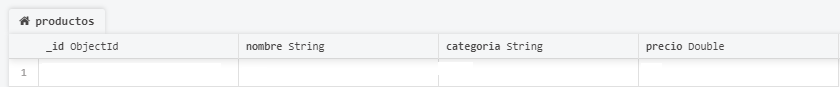 productos
_id ObjectId nombre String categoria String precio Double
1